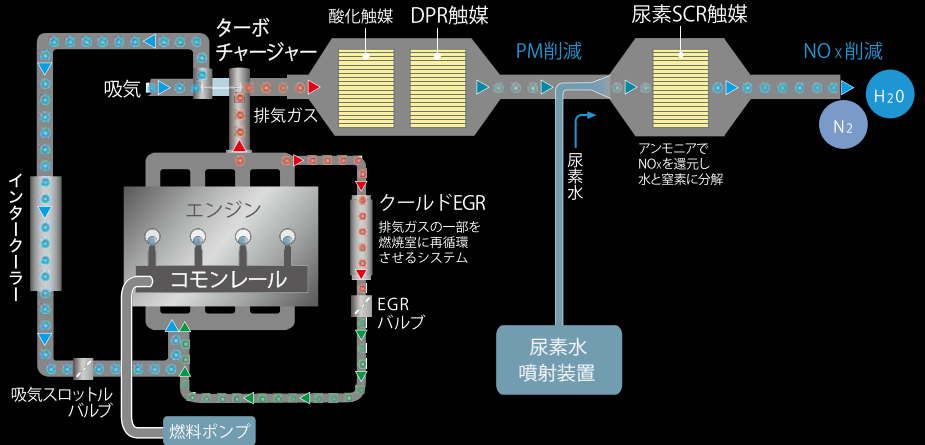 ターボ
チャージャー
酸化触媒
DPR触媒
尿素SCR触媒
PM削減
NOx削減
吸気
排気ガス
H₂O
N₂
尿素水
アンモニアで
NOxを還元し
水と窒素に分解
インタークーラー
エンジン
コモンレール
クールドEGR
排気ガスの一部を
燃焼室に再循環
させるシステム
EGR
バルブ
尿素水
噴射装置
吸気スロットル
バルブ
燃料ポンプ